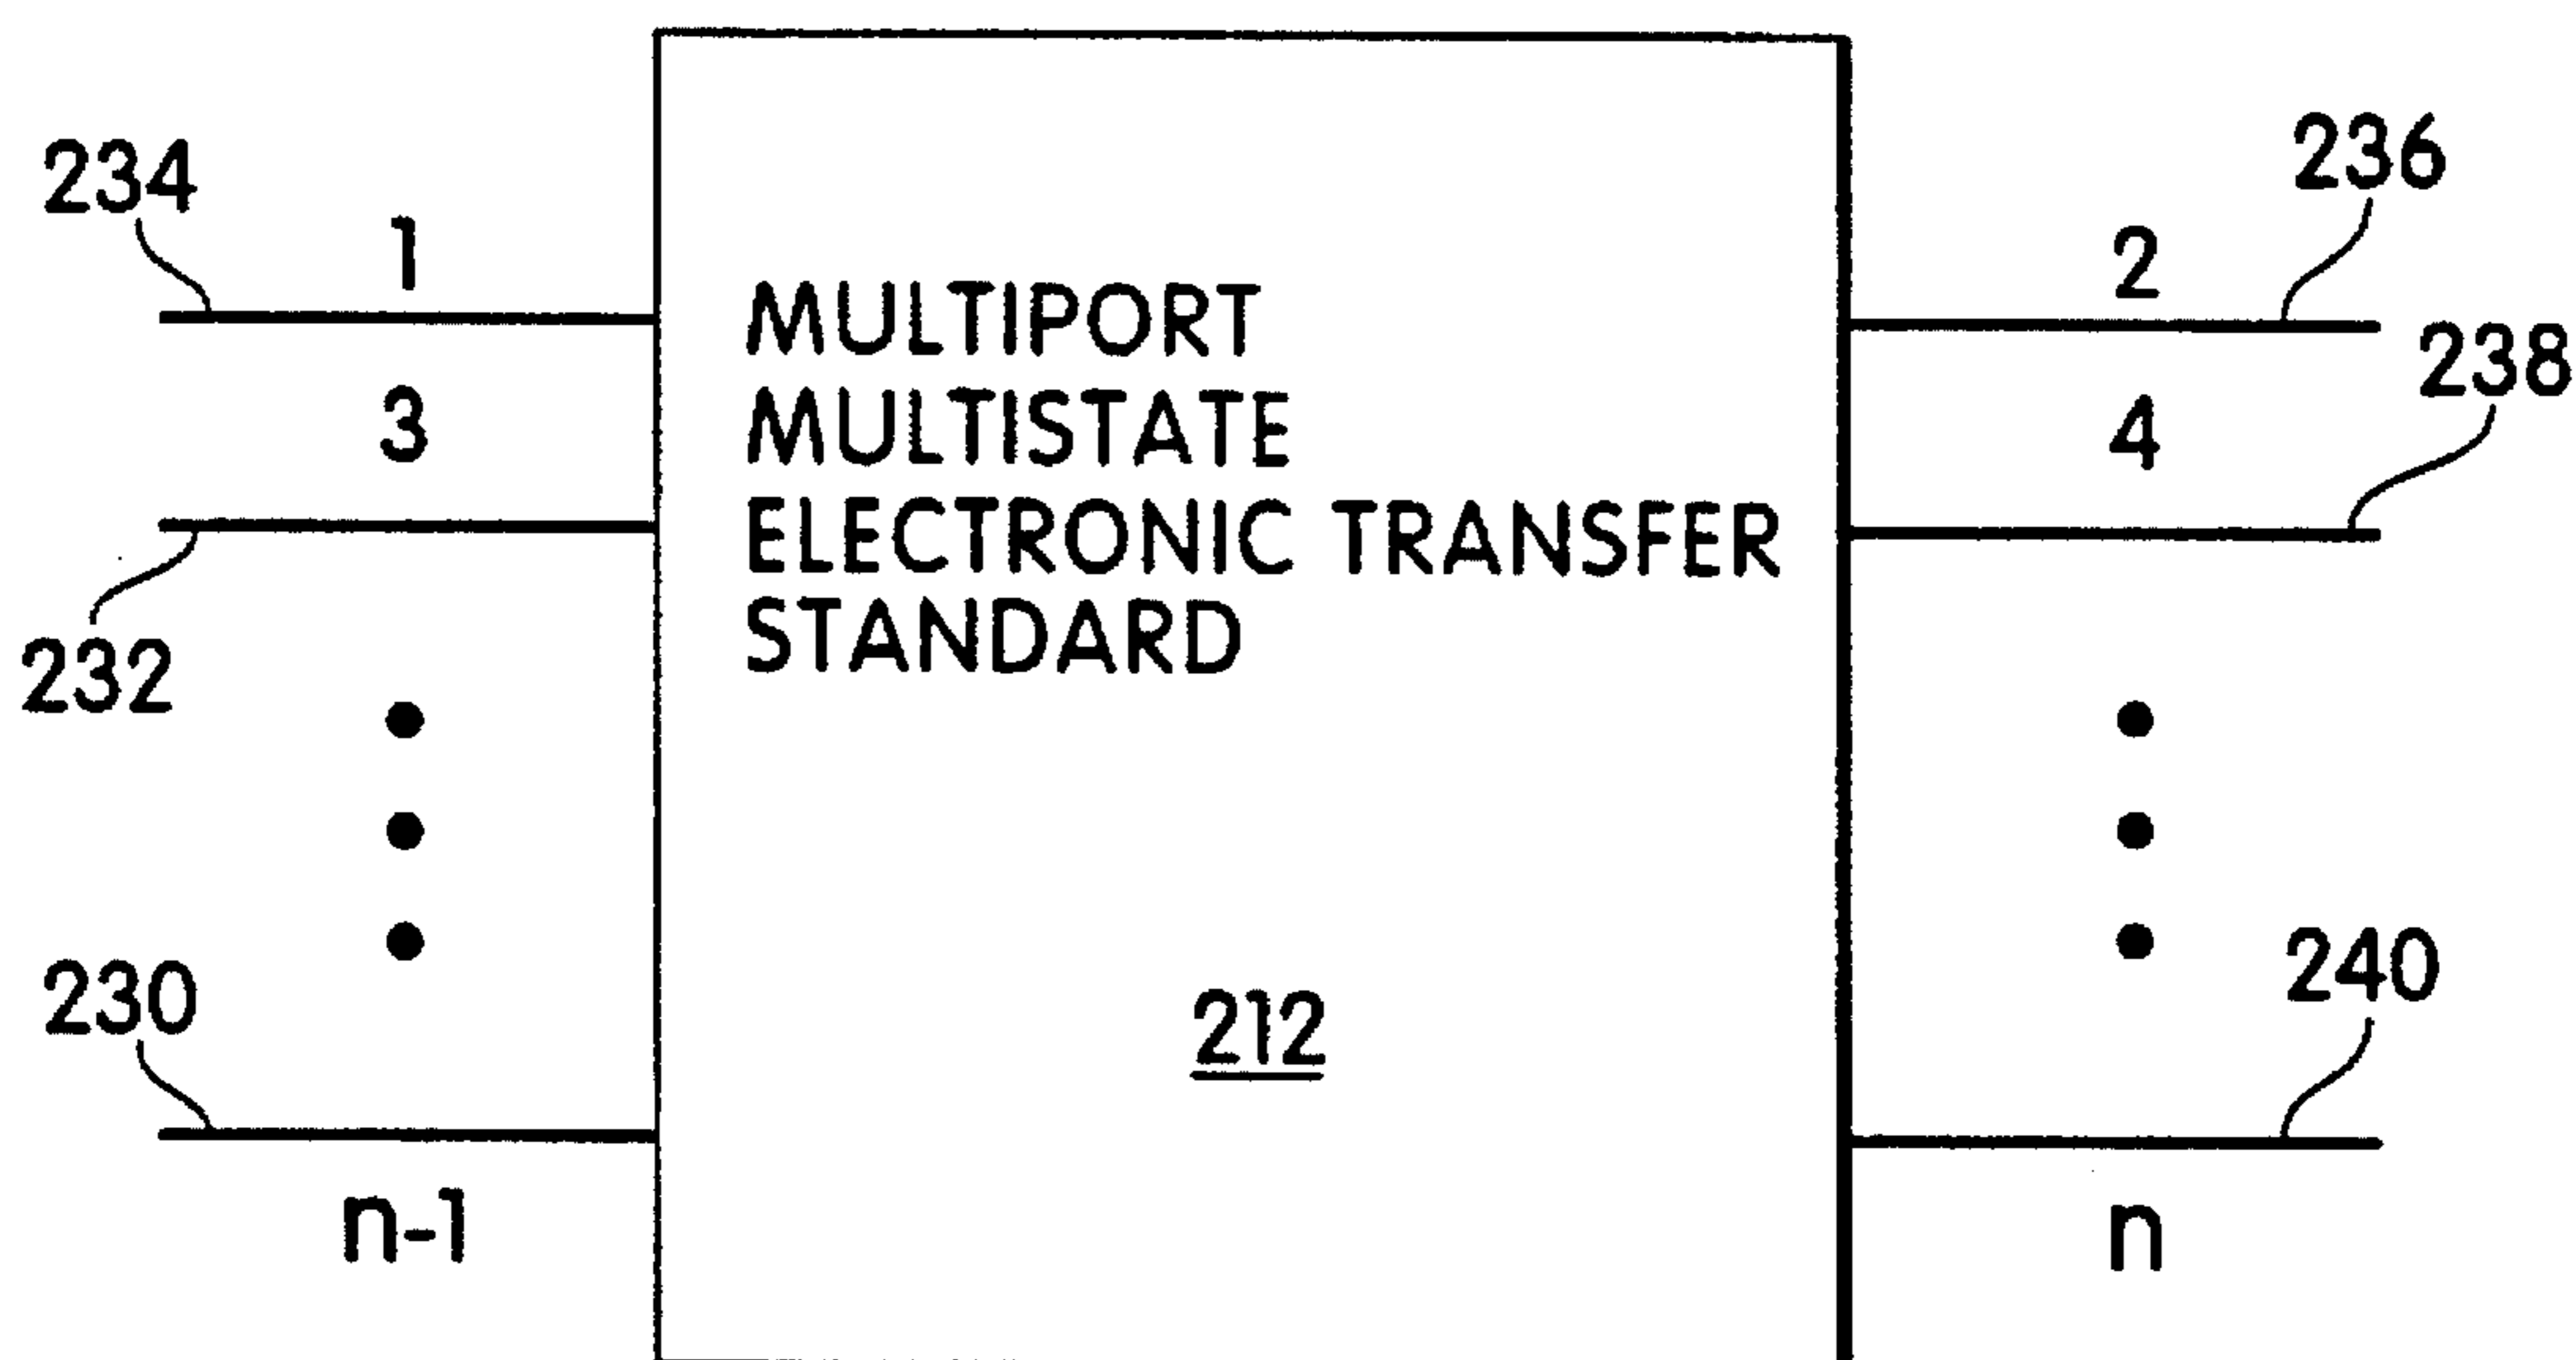 234
1
3
232
230
n-1
MULTIPORT
MULTISTATE
ELECTRONIC TRANSFER
STANDARD
212
236
2
238
4
240
n